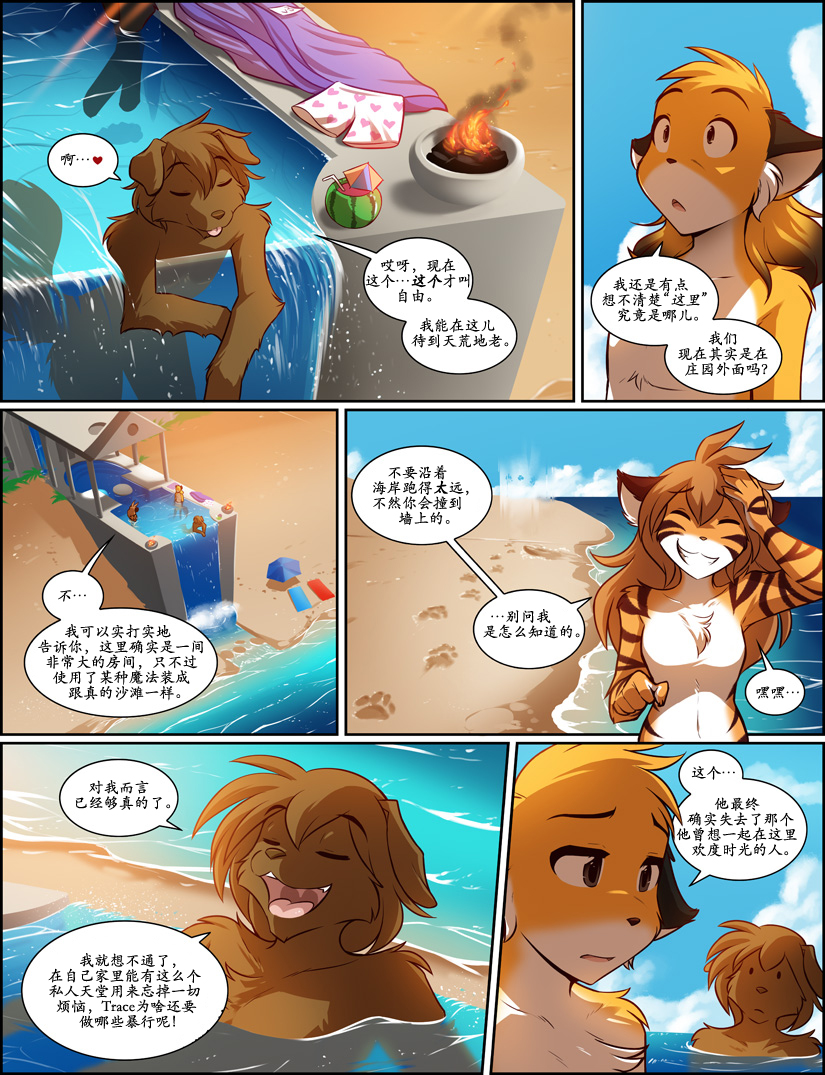 啊…♥
哎呀，现在
这个…这个才叫
自由。
我能在这儿
待到天荒地老。
我还是有点
想不清楚“这里”
究竟是哪儿。
我们
现在其实是在
庄园外面吗？
不…
我可以实打实地
告诉你，这里确实是一间
非常大的房间，只不过
使用了某种魔法装成
跟真的沙滩一样。
不要沿着
海岸跑得太远，
不然你会撞到
墙上的。
…别问我
是怎么知道的。
嘿嘿…
对我而言
已经够真的了。
我就想不通了，
在自己家里能有这么个
私人天堂用来忘掉一切
烦恼，Trace为啥还要
做哪些暴行呢！
这个…
他最终
确实失去了那个
他曾想一起在这里
欢度时光的人。